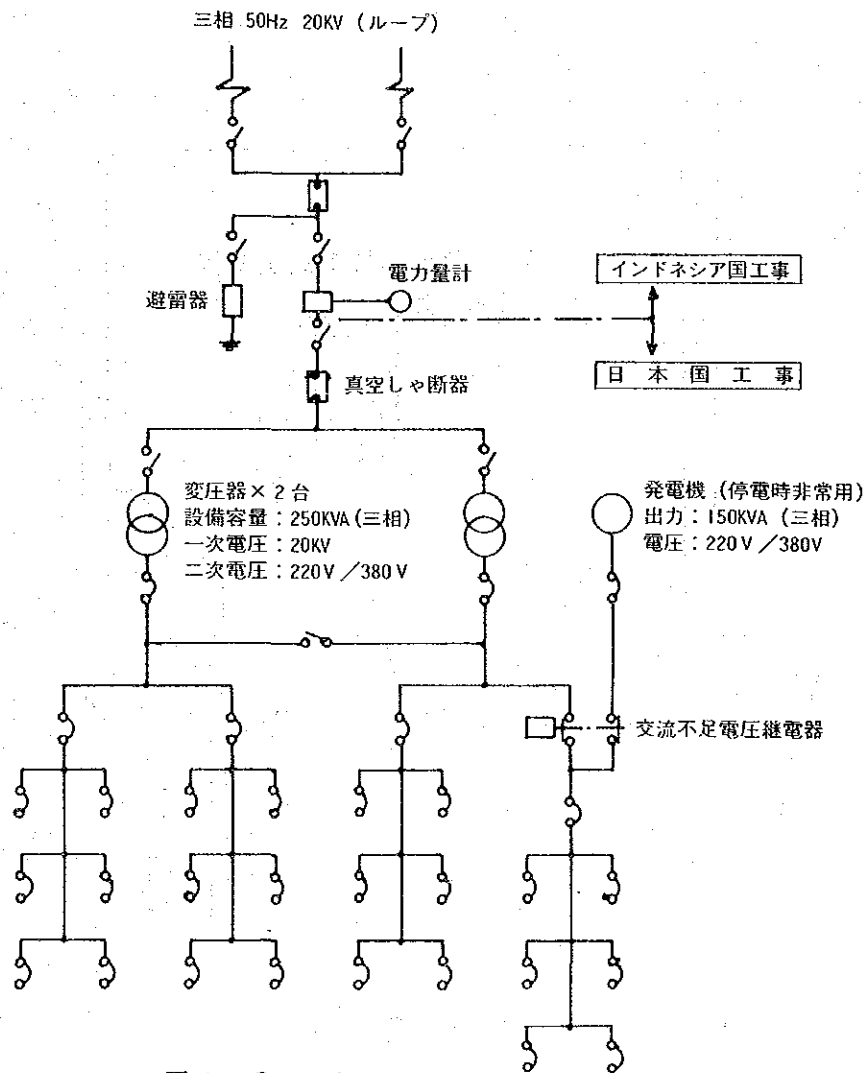 三相 50Hz 20KV (ループ)
電力量計
インドネシア国工事
避雷器
日本国工事
真空しゃ断器
変圧器×2台
設備容量：250KVA (三相)
一次電圧：20KV
二次電圧：220V／380V
発電機 (停電時非常用)
出力：150KVA (三相)
電圧：220V／380V
交流不足電圧継電器